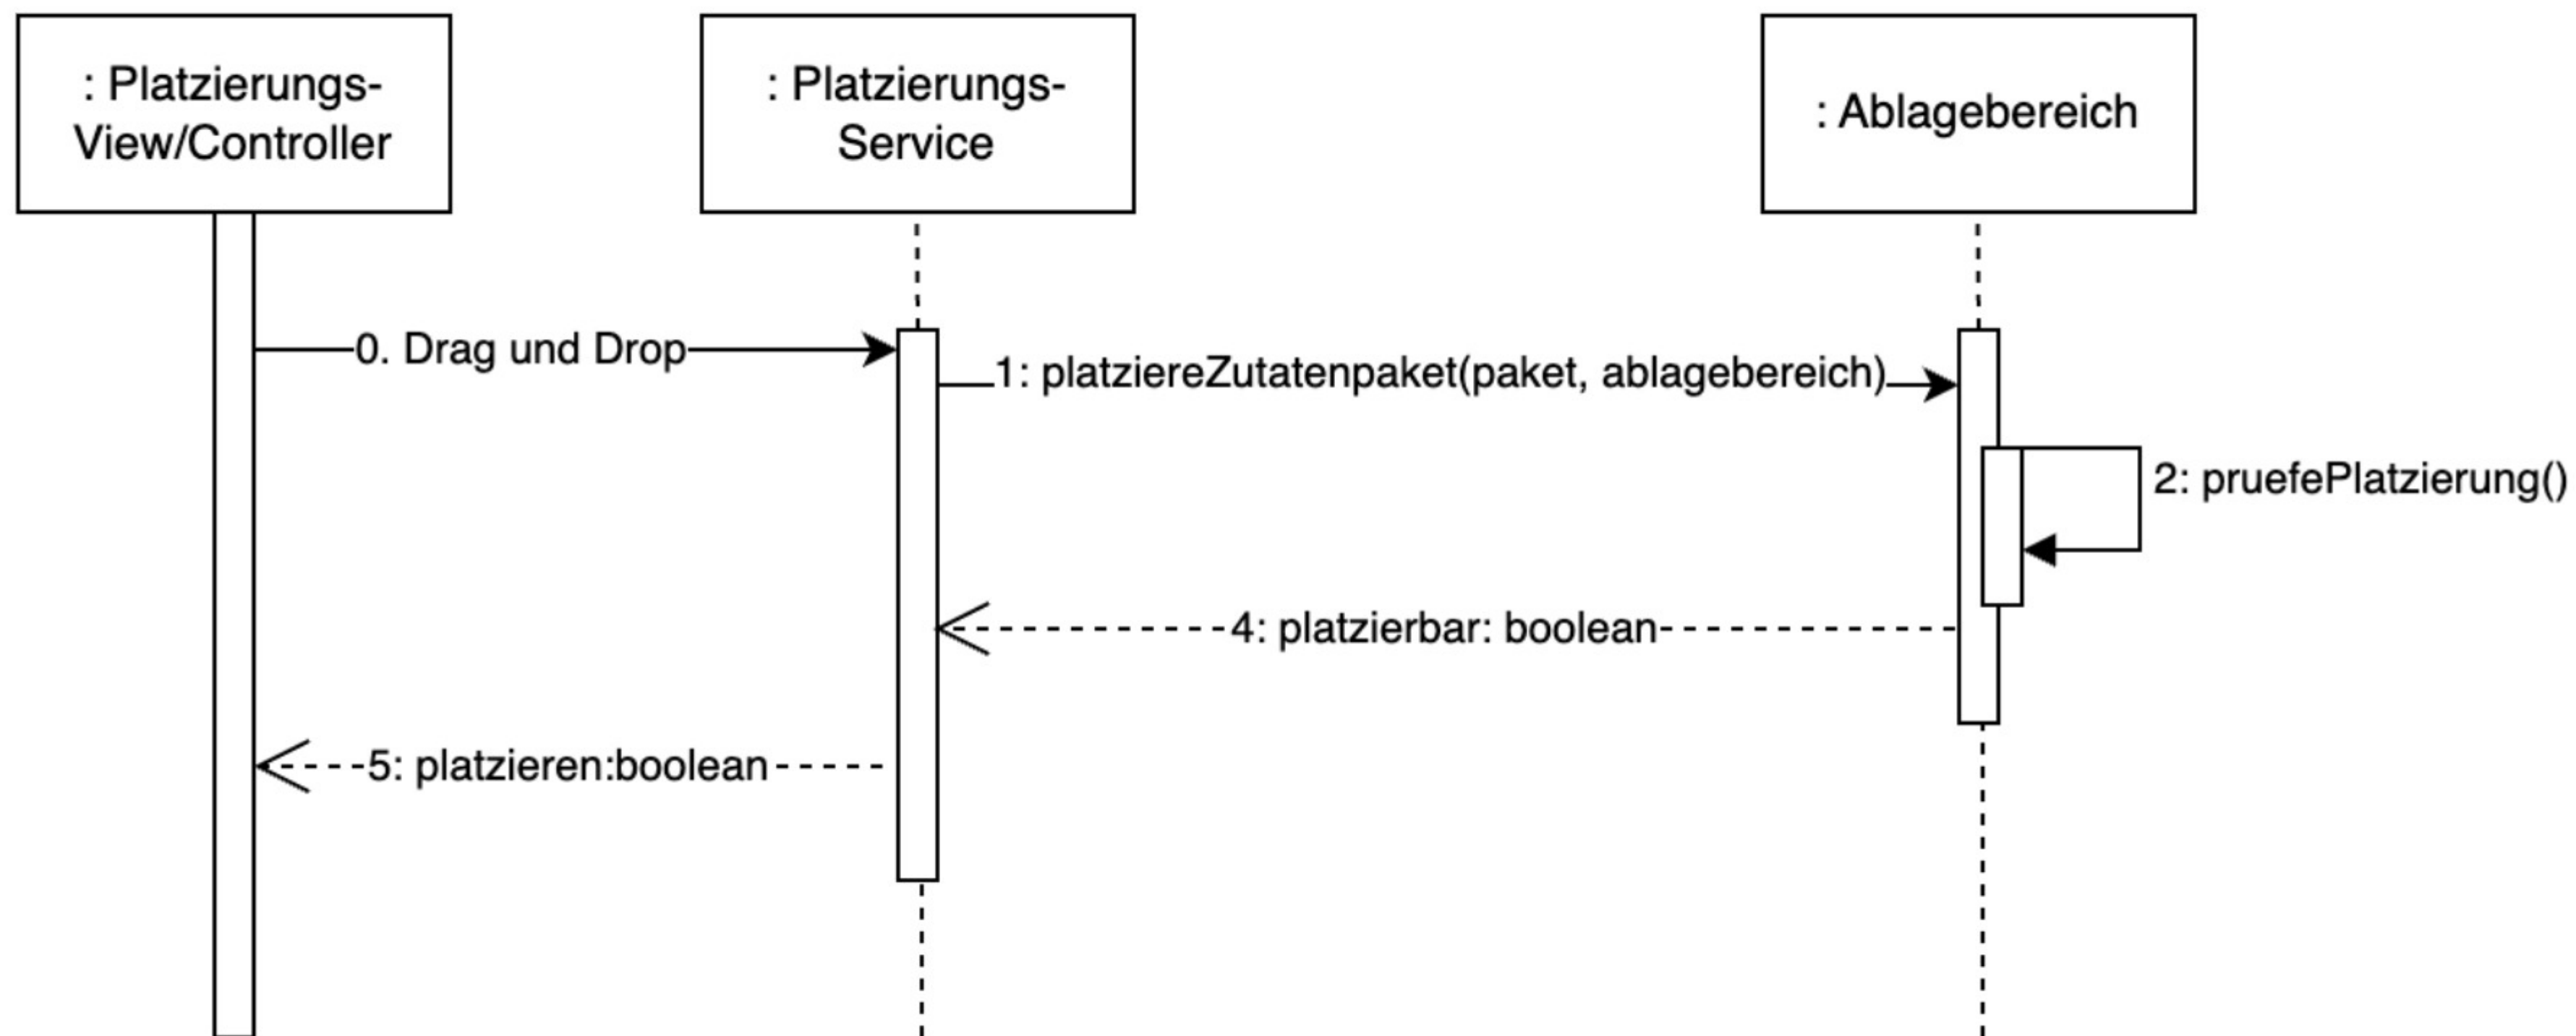 : Platzierungs-
View/Controller
: Platzierungs-
Service
: Ablagebereich
0. Drag und Drop
1: platziereZutatenpaket(paket, ablagebereich)
2: pruefePlatzierung()
4: platzierbar: boolean
5: platzieren:boolean